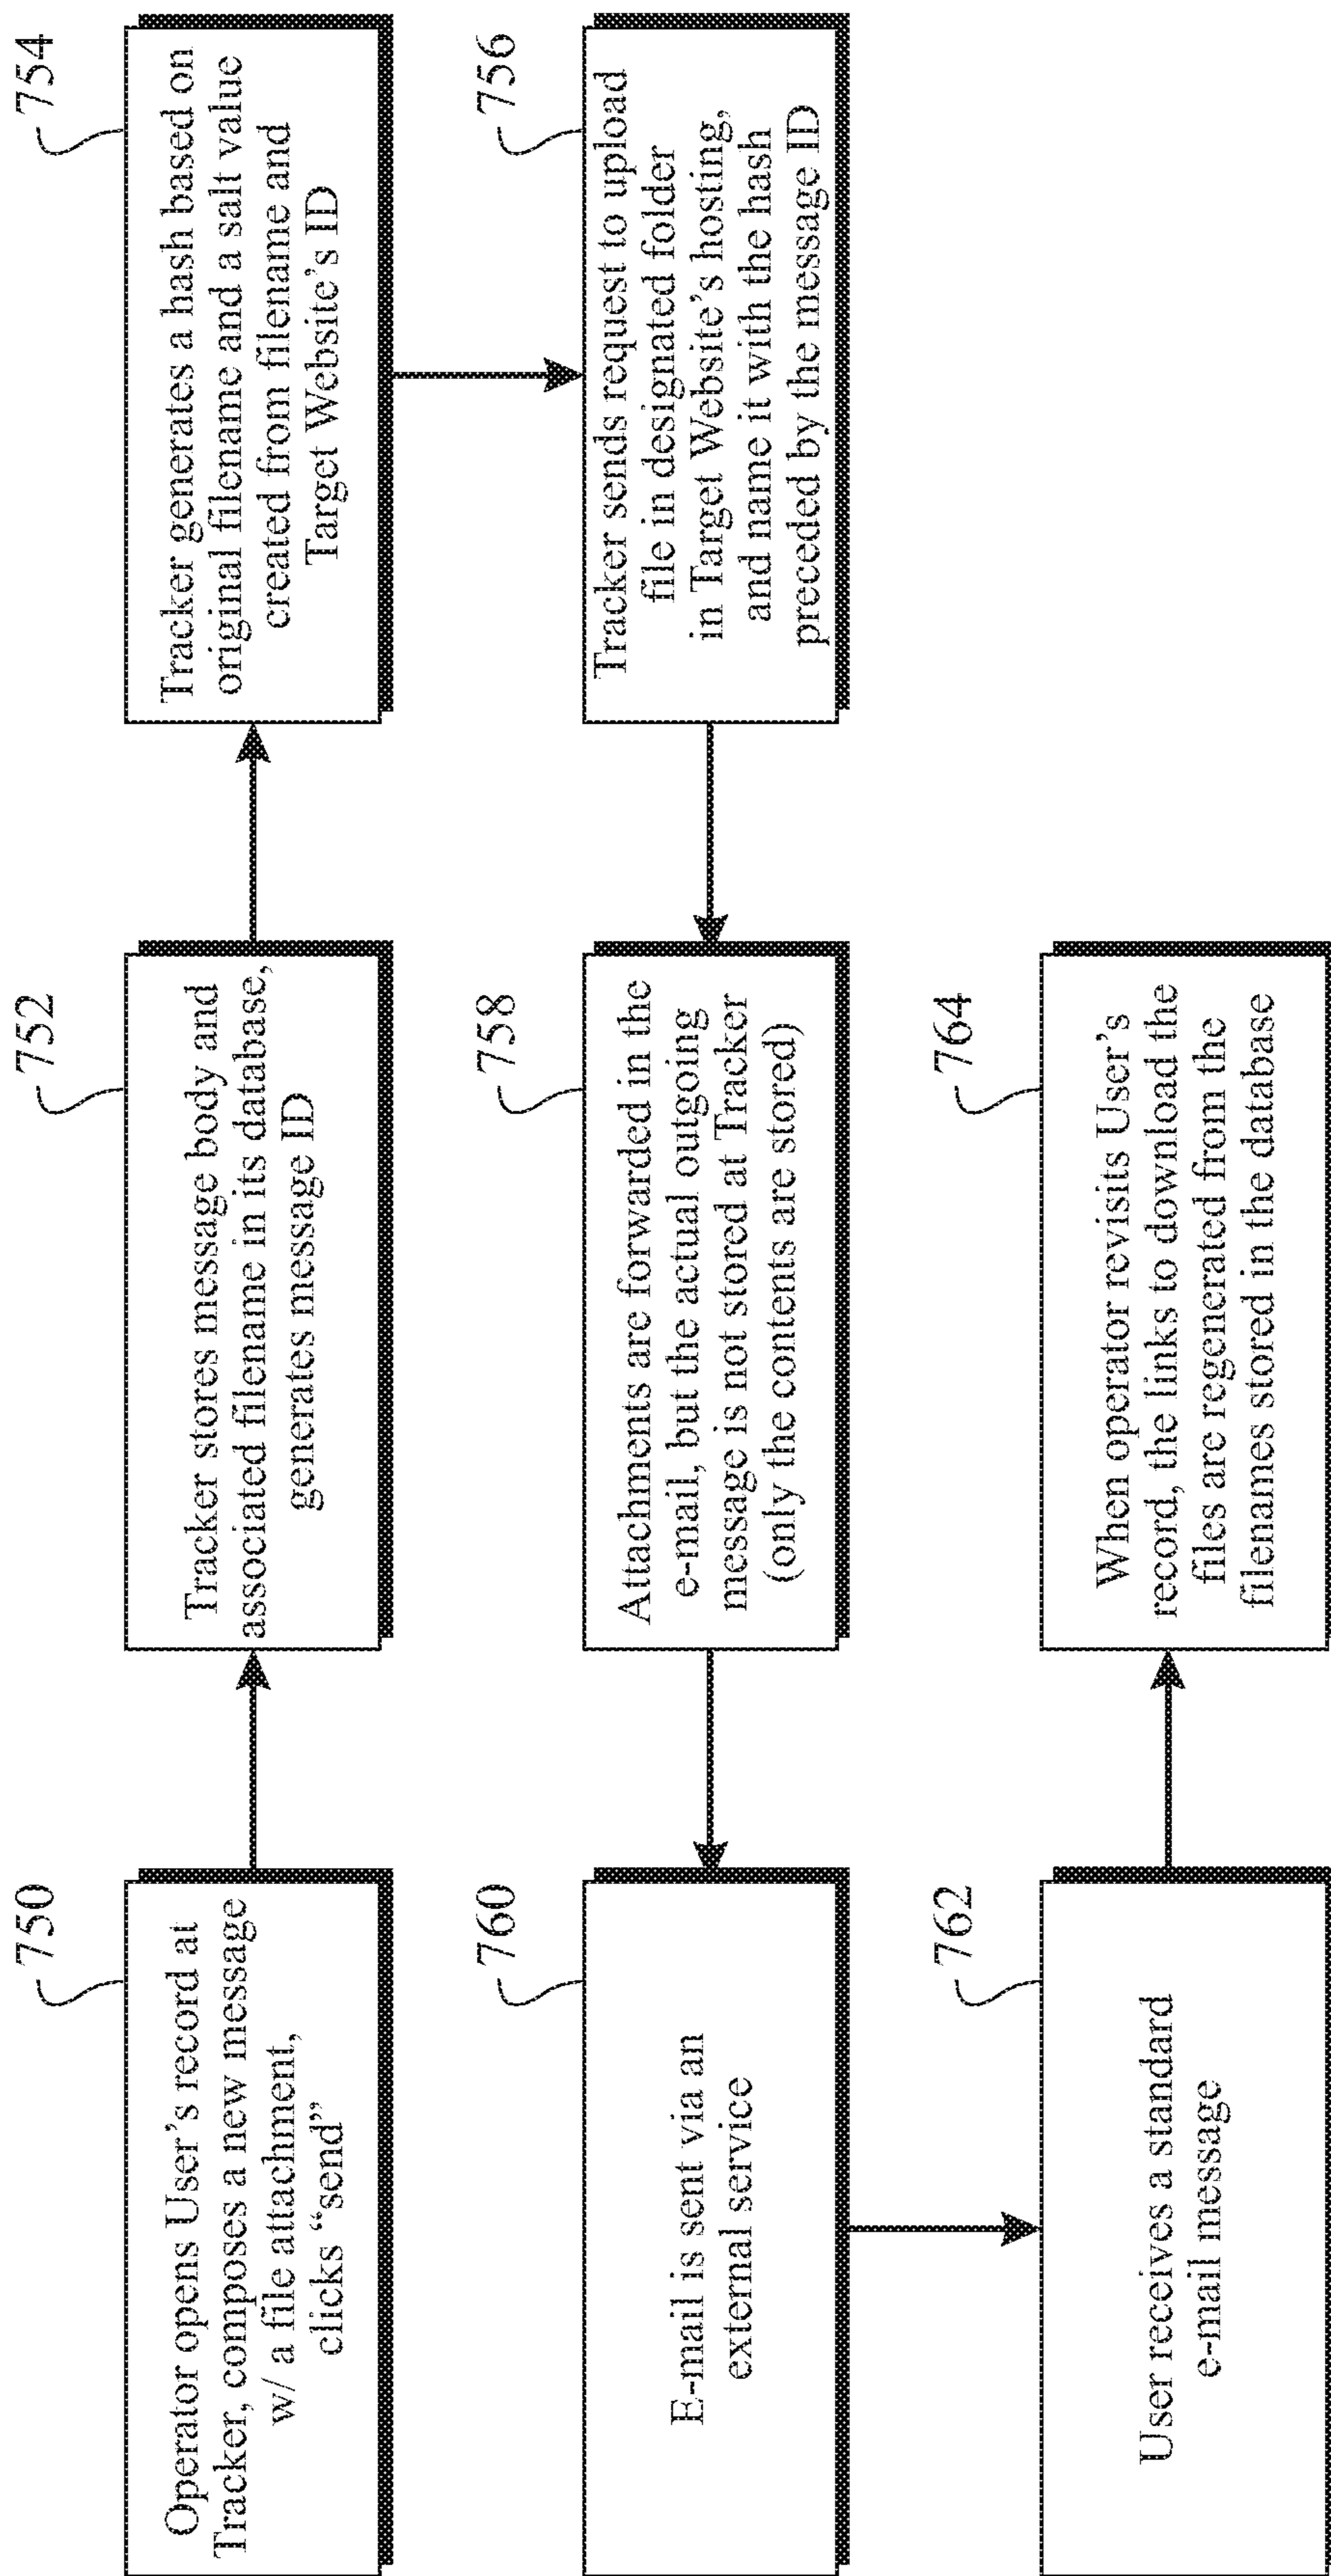 750
Operator opens User's record at
Tracker, composes a new message
w/ a file attachment,
clicks “send”
752
Tracker stores message body and
associated filename in its database,
generates message ID
754
Tracker generates a hash based on
original filename and a salt value
created from filename and
Target Website's ID
756
Tracker sends request to upload
file in designated folder
in Target Website's hosting,
and name it with the hash
preceded by the message ID
758
Attachments are forwarded in the
e-mail, but the actual outgoing
message is not stored at Tracker
(only the contents are stored)
760
E-mail is sent via an
external service
762
User receives a standard
e-mail message
764
When operator revisits User's
record, the links to download the
files are regenerated from the
filenames stored in the database